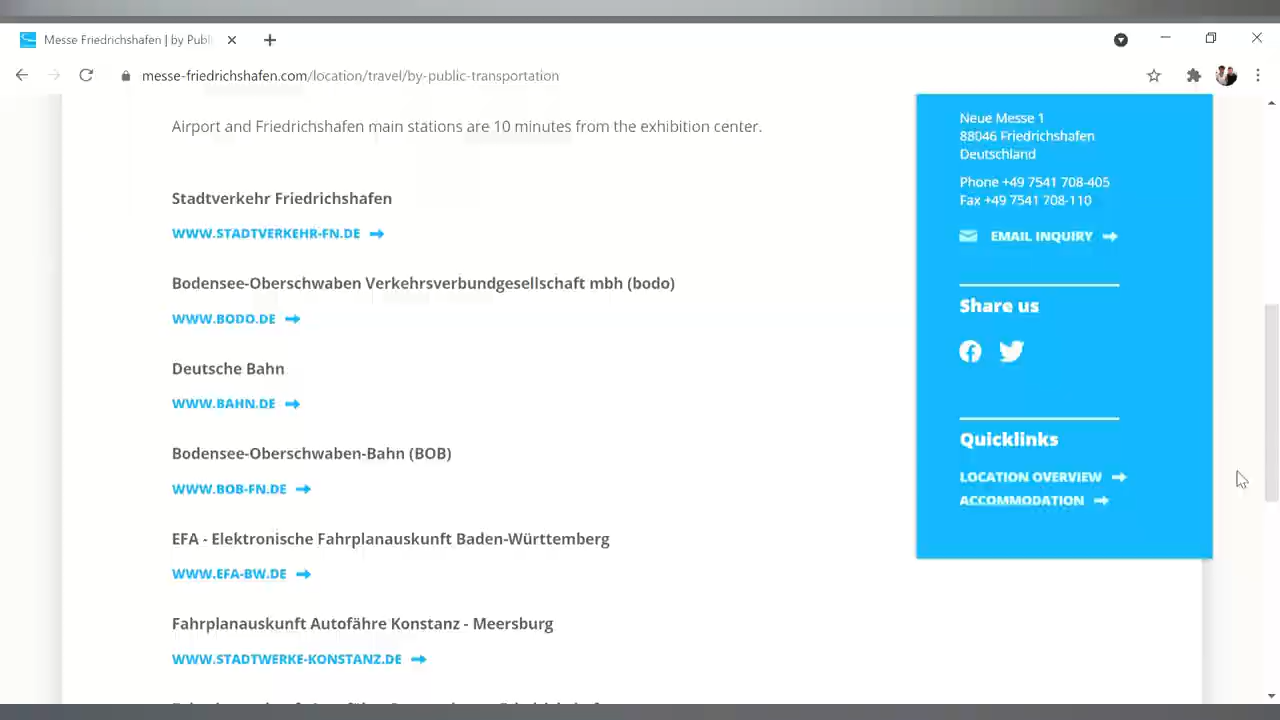 Messe Friedrichshafen | by Publ
messe-friedrichshafen.com/location/travel/by-public-transportation
Airport and Friedrichshafen main stations are 10 minutes from the exhibition center.
Stadtverkehr Friedrichshafen
WWW.STADTVERKEHR-FN.DE
Bodensee-Oberschwaben Verkehrsverbundgesellschaft mbh (bodo)
WWW.BODO.DE
Deutsche Bahn
WWW.BAHN.DE
Bodensee-Oberschwaben-Bahn (BOB)
WWW.BOB-FN.DE
EFA - Elektronische Fahrplanauskunft Baden-Württemberg
WWW.EFA-BW.DE
Fahrplanauskunft Autofähre Konstanz - Meersburg
WWW.STADTWERKE-KONSTANZ.DE
Neue Messe 1
88046 Friedrichshafen
Deutschland
Phone +49 7541 708-405
Fax +49 7541 708-110
EMAIL INQUIRY
Share us
Quicklinks
LOCATION OVERVIEW
ACCOMMODATION